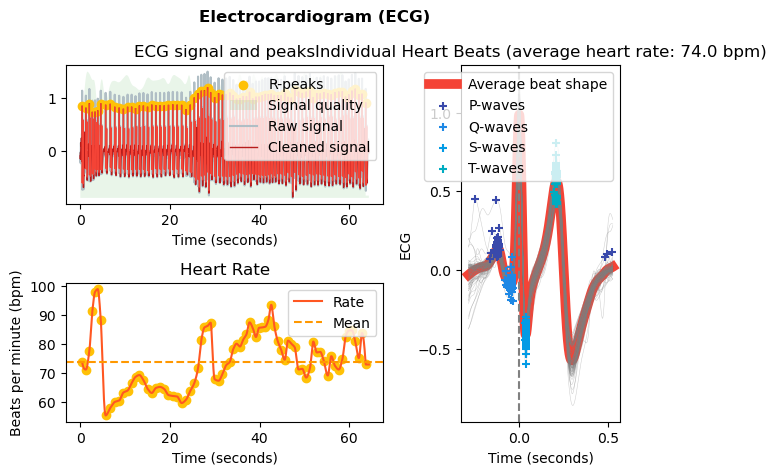 Electrocardiogram (ECG)
ECG signal and peaks
Individual Heart Beats (average heart rate: 74.0 bpm)
1
0
R-peaks
Signal quality
Raw signal
Cleaned signal
0 20 40 60
Time (seconds)
Heart Rate
Beats per minute (bpm)
100
90
80
70
60
Rate
Mean
0 20 40 60
Time (seconds)
ECG
1.0
0.5
0.0
−0.5
Average beat shape
P-waves
Q-waves
S-waves
T-waves
0.0 0.5
Time (seconds)